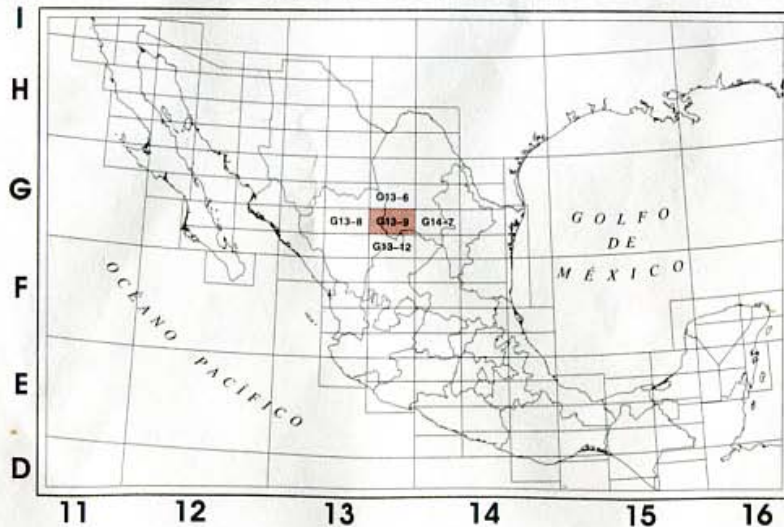 I
H
G
F
E
D
G13-6
G13-8 G13-9 G14-7
G13-12
GOLFO
DE
MÉXICO
OCÉANO PACÍFICO
11 12 13 14 15 16